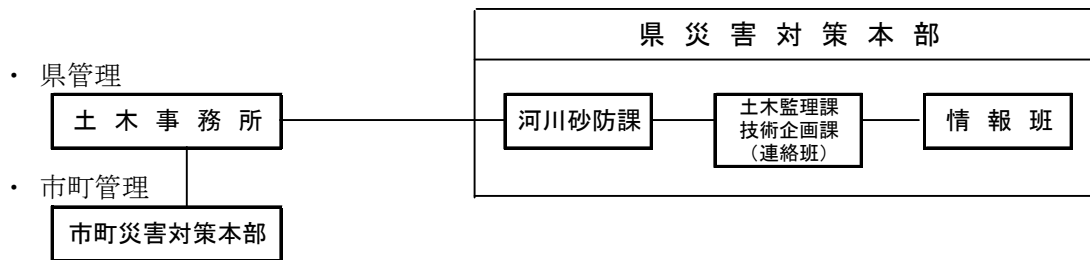 県災害対策本部
・ 県管理
土木事務所
河川砂防課
土木監理課
技術企画課
（連絡班）
情報班
・ 市町管理
市町災害対策本部